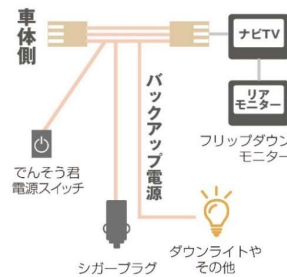 車体側
ナビTV
リア
モニター
バックアップ電源
フリップダウン
モニター
でんそう君
電源スイッチ
シガープラグ
ダウンライトや
その他